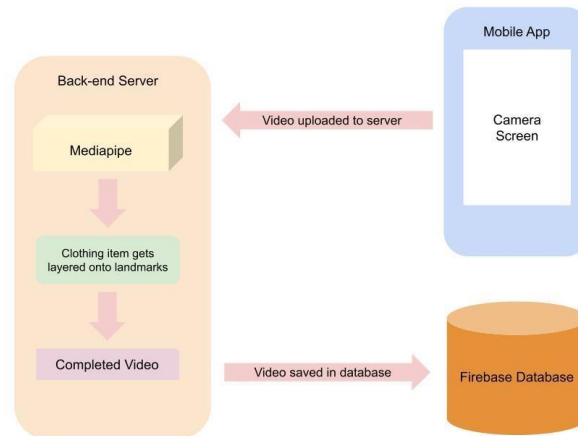 Mobile App
Camera
Screen
Video uploaded to server
Back-end Server
Mediapipe
Clothing item gets
layered onto landmarks
Completed Video
Video saved in database
Firebase Database